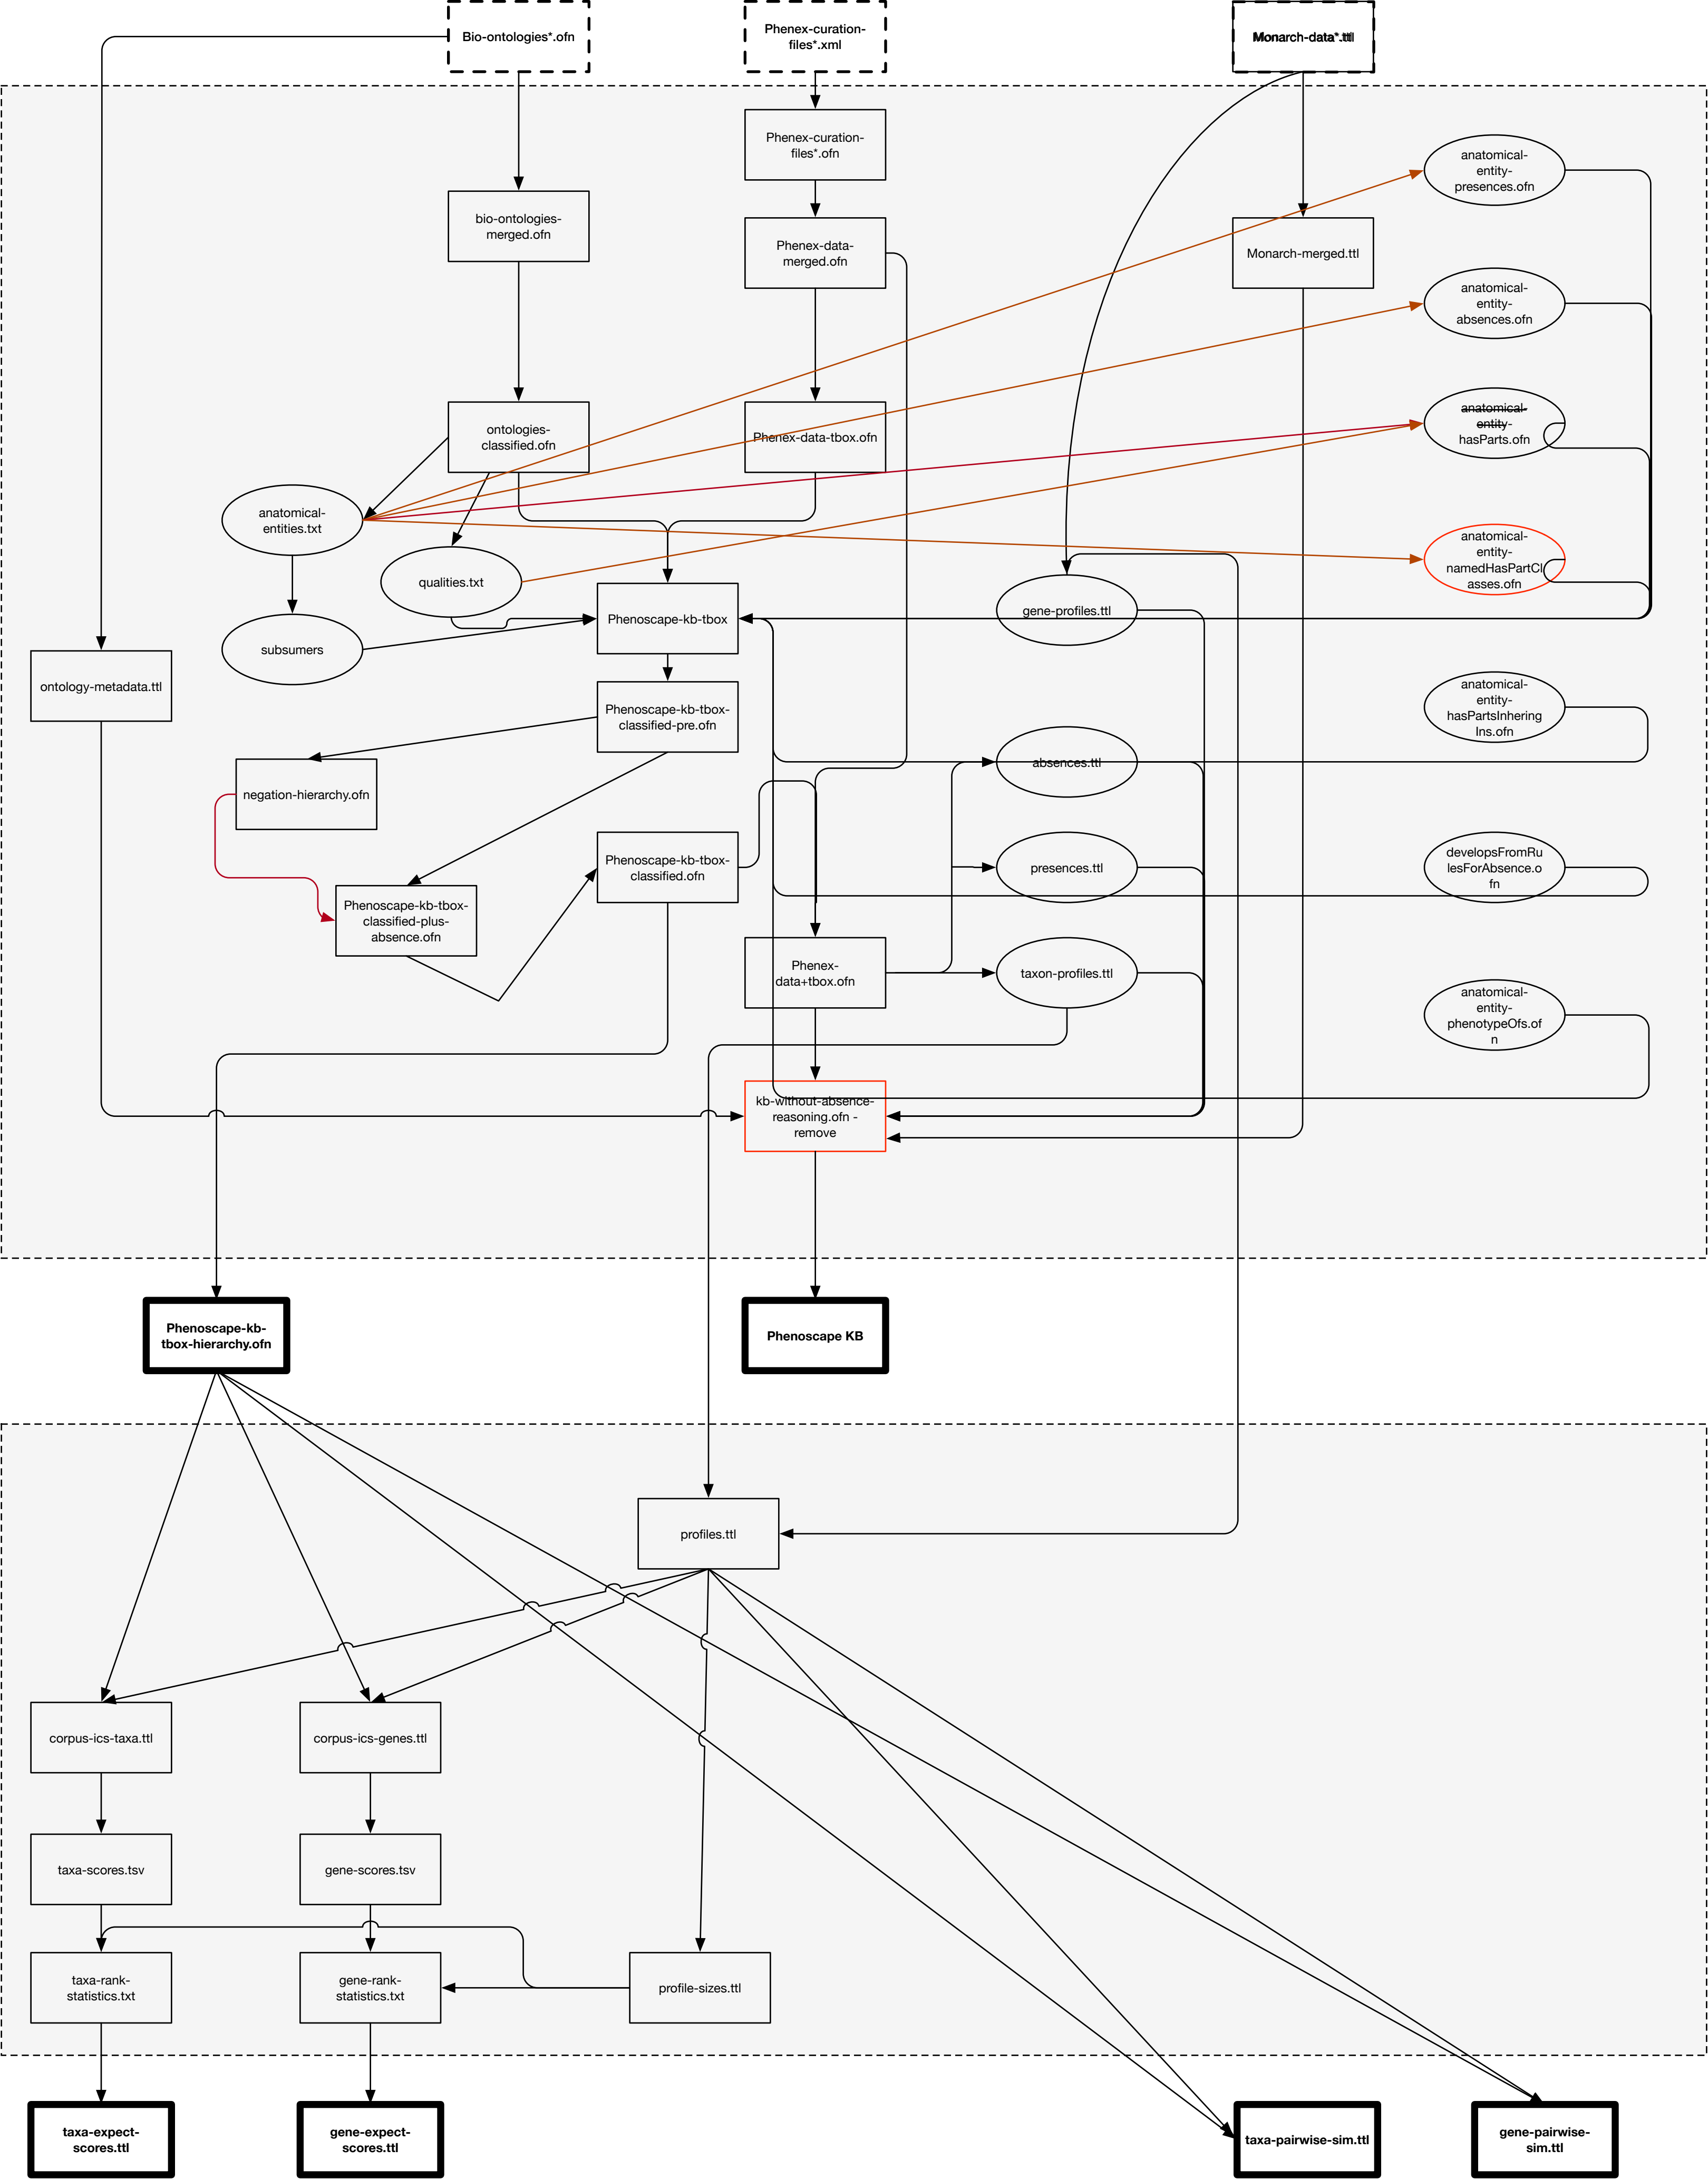 Bio-ontologies*.ofn
Phenex-curation-
files*.xml
Monarch-data*.ttl
Phenex-curation-
files*.ofn
anatomical-
entity-
presences.ofn
bio-ontologies-
merged.ofn
Phenex-data-
merged.ofn
Monarch-merged.ttl
anatomical-
entity-
absences.ofn
ontologies-
classified.ofn
Phenex-data-tbox.ofn
anatomical-
entity-
hasParts.ofn
anatomical-
entities.txt
qualities.txt
anatomical-
entity-
namedHasPartCl
asses.ofn
gene-profiles.ttl
Phenoscape-kb-tbox
subsumers
ontology-metadata.ttl
Phenoscape-kb-tbox-
classified-pre.ofn
anatomical-
entity-
hasPartsInhering
Ins.ofn
absences.ttl
negation-hierarchy.ofn
Phenoscape-kb-tbox-
classified.ofn
presences.ttl
developsFromRu
lesForAbsence.o
fn
Phenoscape-kb-tbox-
classified-plus-
absence.ofn
Phenex-
data+tbox.ofn
taxon-profiles.ttl
anatomical-
entity-
phenotypeOfs.of
n
kb-without-absence-
reasoning.ofn -
remove
Phenoscape-kb-
tbox-hierarchy.ofn
Phenoscape KB
profiles.ttl
corpus-ics-taxa.ttl
corpus-ics-genes.ttl
taxa-scores.tsv
gene-scores.tsv
taxa-rank-
statistics.txt
gene-rank-
statistics.txt
profile-sizes.ttl
taxa-expect-
scores.ttl
gene-expect-
scores.ttl
taxa-pairwise-sim.ttl
gene-pairwise-
sim.ttl